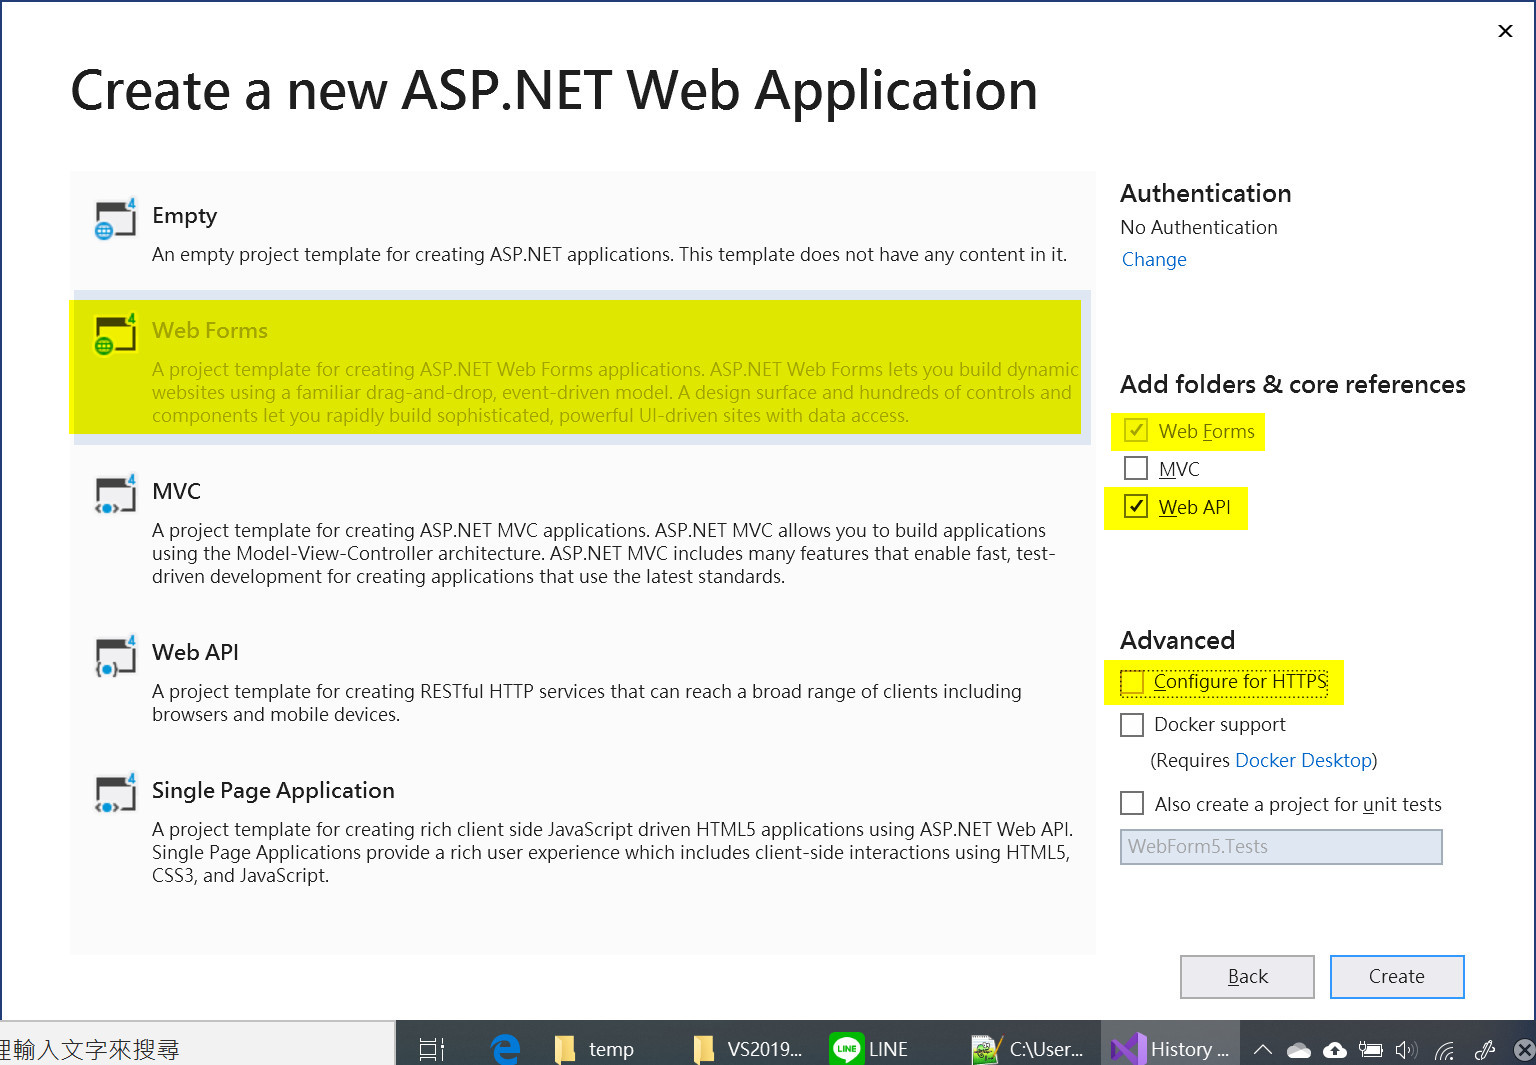 Create a new ASP.NET Web Application
Empty
An empty project template for creating ASP.NET applications. This template does not have any content in it.
Web Forms
A project template for creating ASP.NET Web Forms applications. ASP.NET Web Forms lets you build dynamic
websites using a familiar drag-and-drop, event-driven model. A design surface and hundreds of controls and
components let you rapidly build sophisticated, powerful UI-driven sites with data access.
MVC
A project template for creating ASP.NET MVC applications. ASP.NET MVC allows you to build applications
using the Model-View-Controller architecture. ASP.NET MVC includes many features that enable fast, test-
driven development for creating applications that use the latest standards.
Web API
A project template for creating RESTful HTTP services that can reach a broad range of clients including
browsers and mobile devices.
Single Page Application
A project template for creating rich client side JavaScript driven HTML5 applications using ASP.NET Web API.
Single Page Applications provide a rich user experience which includes client-side interactions using HTML5,
CSS3, and JavaScript.
Authentication
No Authentication
Change
Add folders & core references
Web Forms
MVC
Web API
Advanced
Configure for HTTPS
Docker support
(Requires Docker Desktop)
Also create a project for unit tests
WebForm5.Tests
Back
Create
裡輸入文字來搜尋
temp
VS2019...
LINE
LINE
C:\User...
History ...